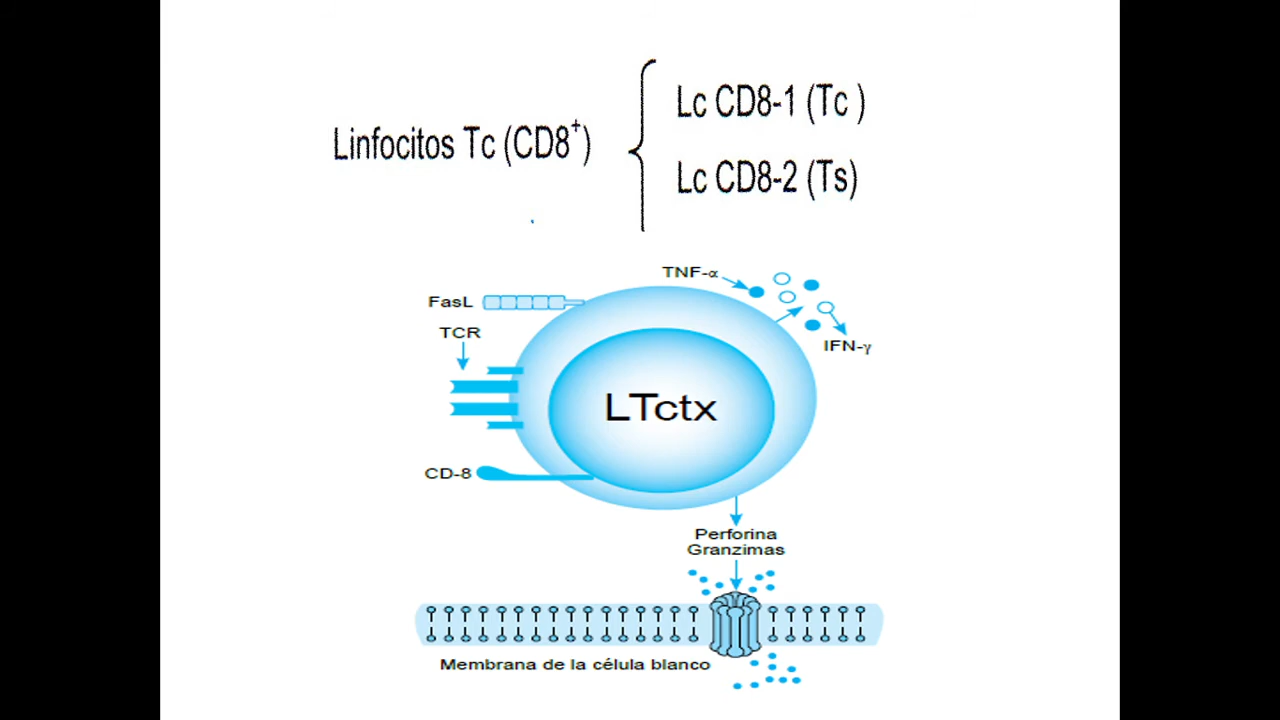 Linfocitos Tc (CD8⁺)
Lc CD8-1 (Tc )
Lc CD8-2 (Ts)
TNF-α
FasL
TCR
IFN-γ
LTctx
CD-8
Perforina
Granzimas
Membrana de la célula blanco